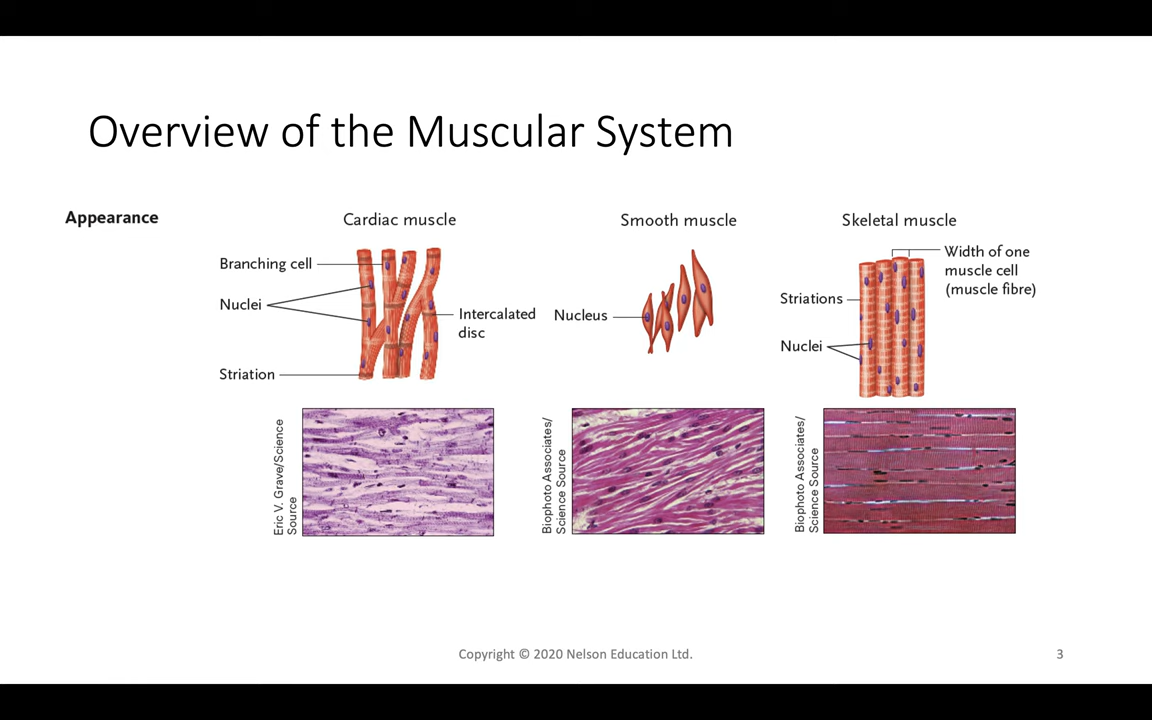 Overview of the Muscular System
Appearance
Cardiac muscle
Branching cell
Nuclei
Intercalated
disc
Striation
Eric V. Grave/Science
Source
Smooth muscle
Nucleus
Biophoto Associates/
Science Source
Skeletal muscle
Width of one
muscle cell
(muscle fibre)
Striations
Nuclei
Biophoto Associates/
Science Source
Copyright © 2020 Nelson Education Ltd.
3